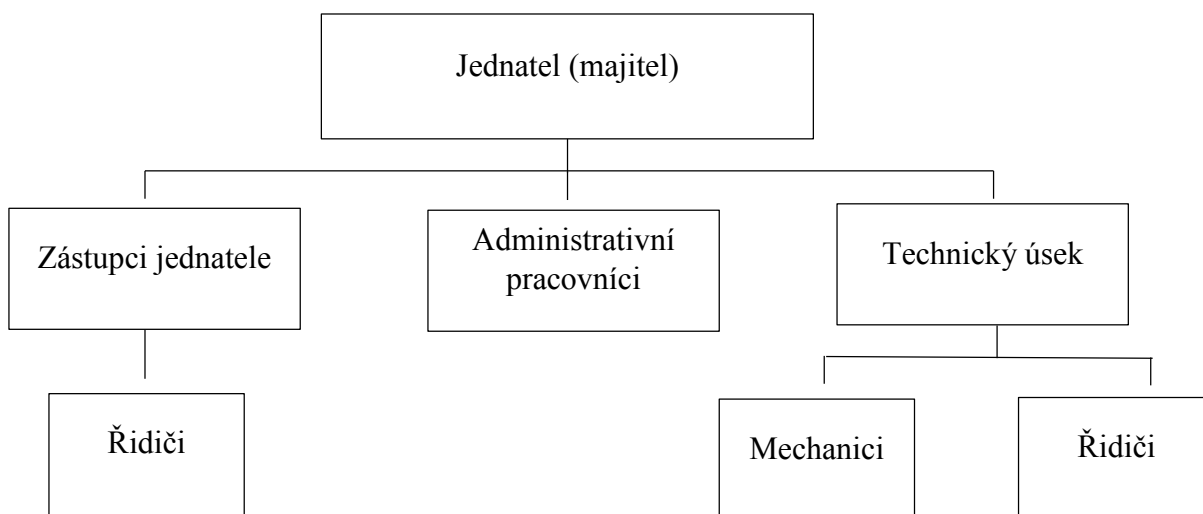 Jednatel (majitel)
Zástupci jednatele
Administrativní
pracovníci
Technický úsek
Řidiči
Mechanici
Řidiči